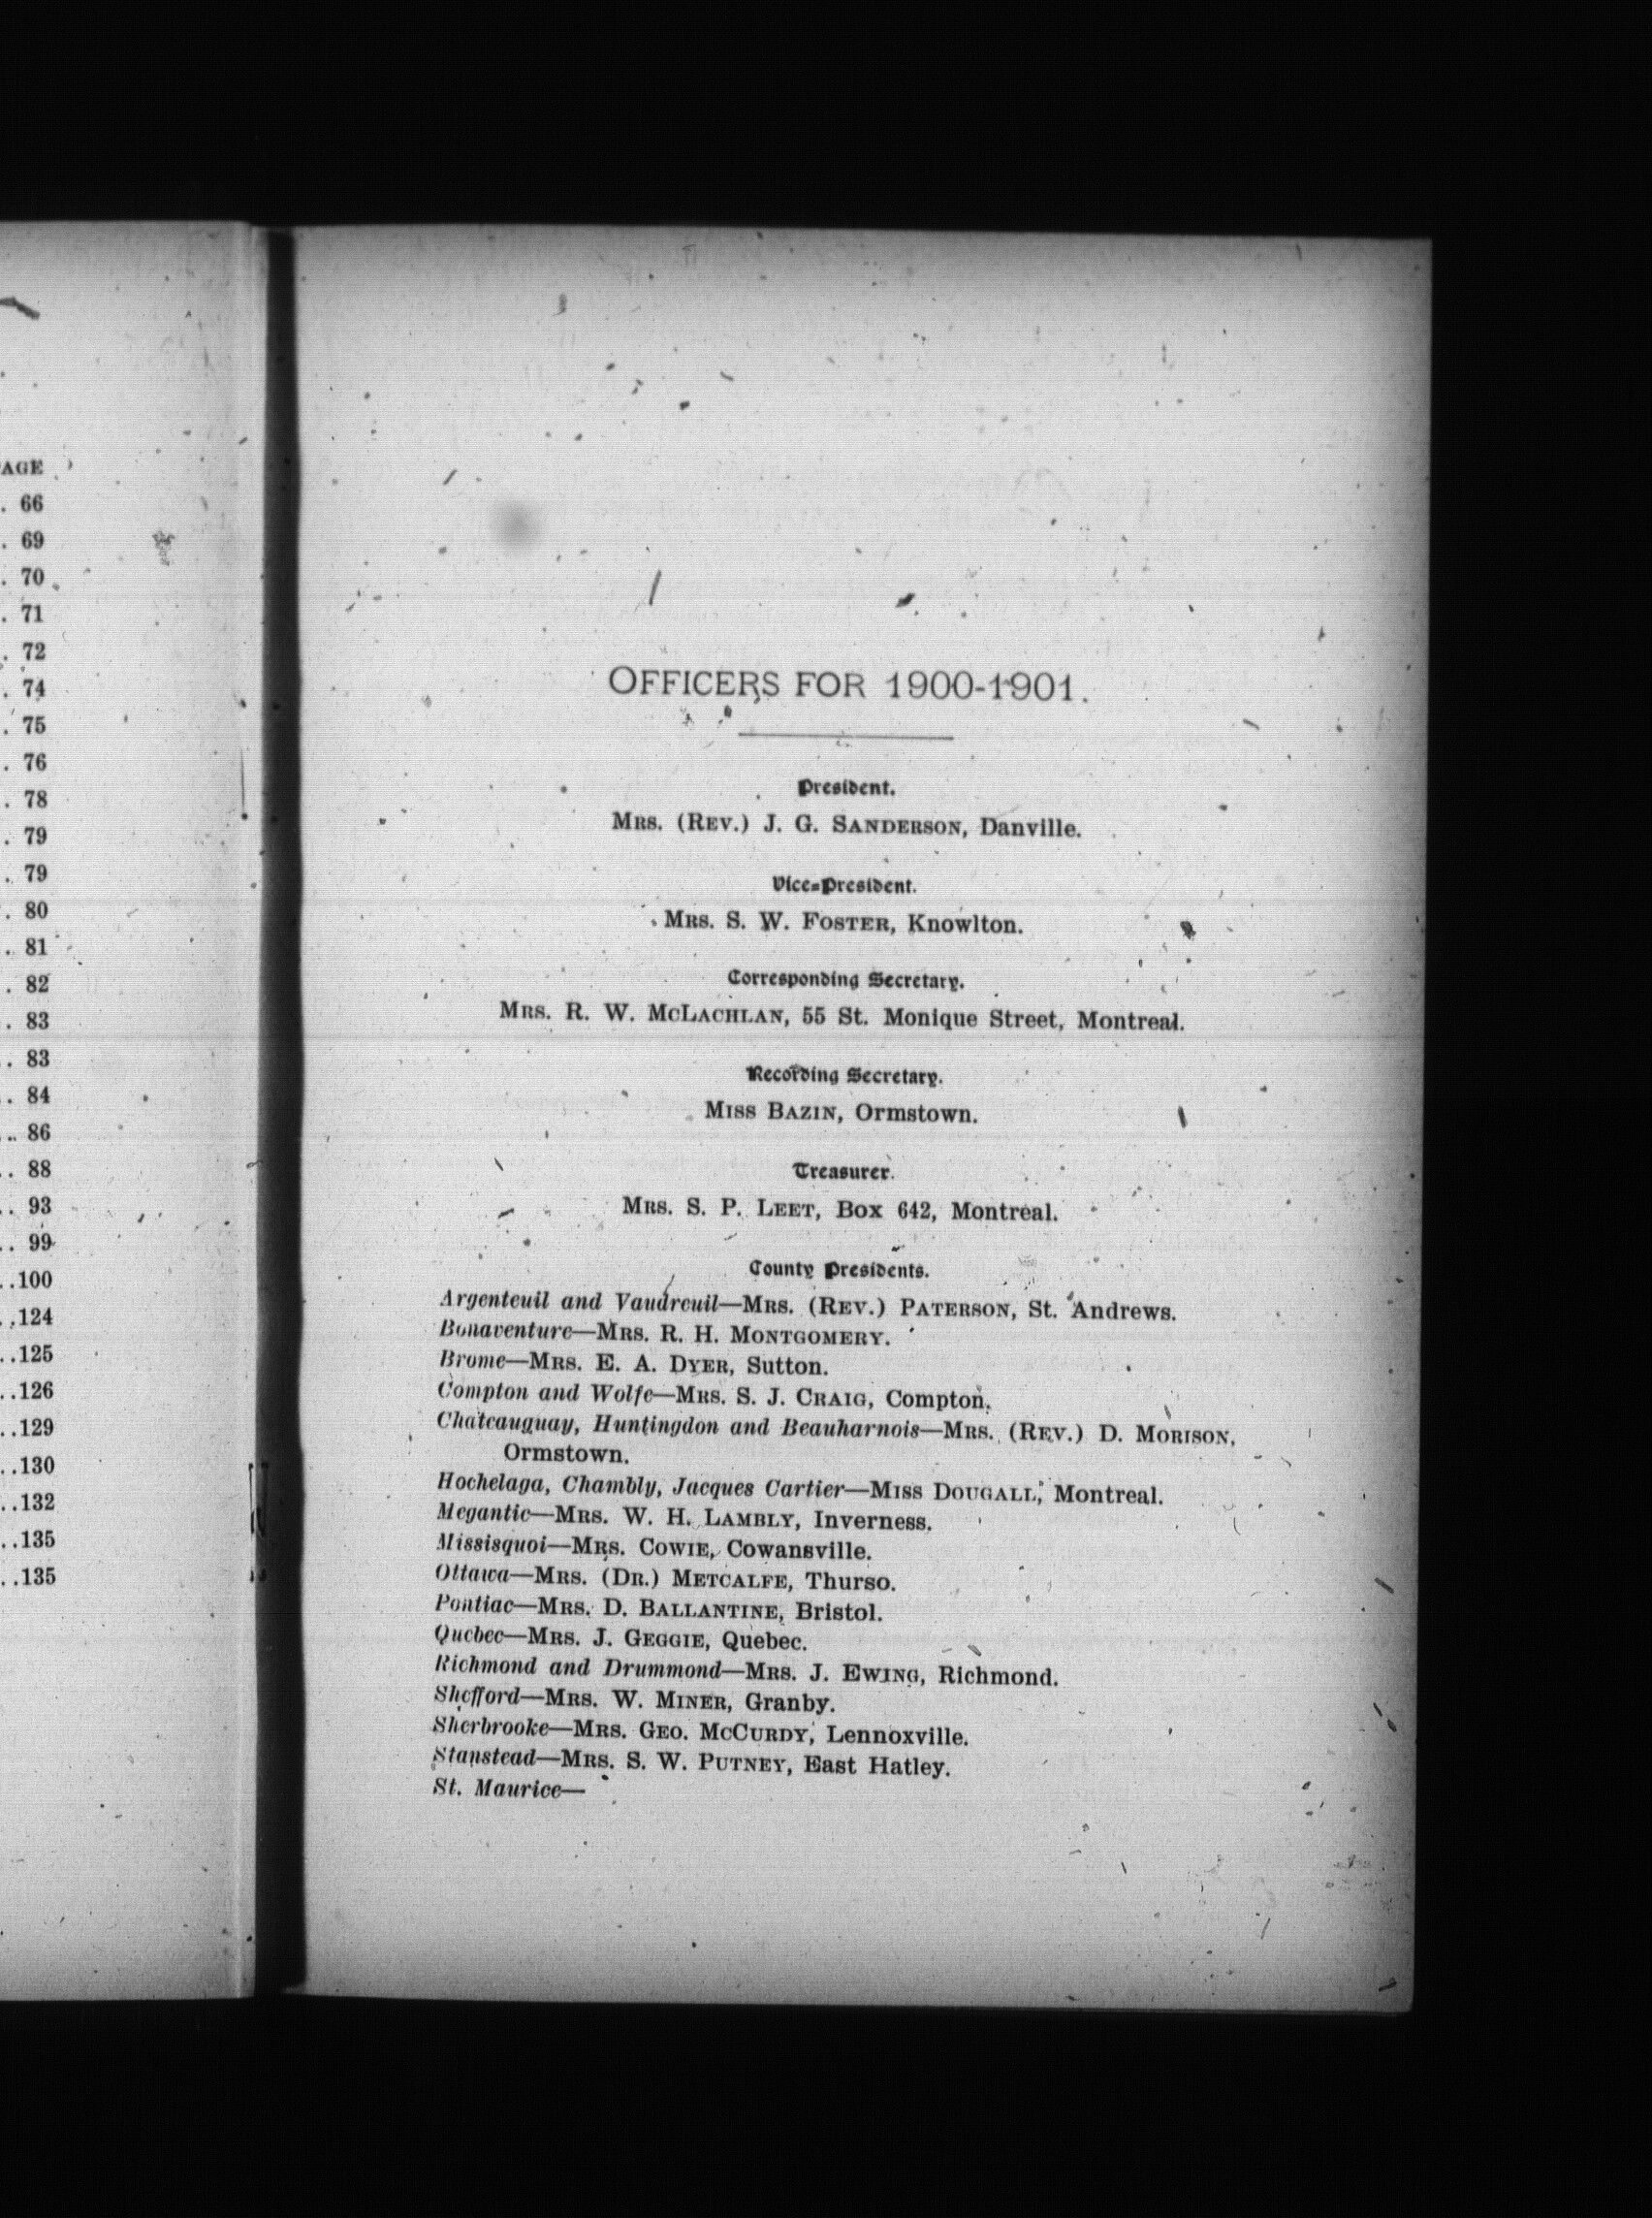 AGE
. 66
. 69
. 70
. 71
. 72
. 74
. 75
. 76
. 78
. 79
. 79
. 80
. 81
. 82
. 83
. 83
. 84
.. 86
.. 88
.. 93
.. 99
..100
..124
..125
..126
..129
..130
..132
..135
..135
OFFICERS FOR 1900-1901.
President.
MRS. (REV.) J. G. SANDERSON, Danville.
Vice=President.
MRS. S. W. FOSTER, Knowlton.
Corresponding Secretary.
MRS. R. W. MCLACHLAN, 55 St. Monique Street, Montreal.
Recording Secretary.
MISS BAZIN, Ormstown.
Treasurer.
MRS. S. P. LEET, Box 642, Montreal.
County Presidents.
Argenteuil and Vaudreuil—MRS. (REV.) PATERSON, St. Andrews.
Bonaventure—MRS. R. H. MONTGOMERY.
Brome—MRS. E. A. DYER, Sutton.
Compton and Wolfe—MRS. S. J. CRAIG, Compton.
Chateauguay, Huntingdon and Beauharnois—MRS. (REV.) D. MORISON,
Ormstown.
Hochelaga, Chambly, Jacques Cartier—MISS DOUGALL, Montreal.
Megantic—MRS. W. H. LAMBLY, Inverness.
Missisquoi—MRS. COWIE, Cowansville.
Ottawa—MRS. (DR.) METCALFE, Thurso.
Pontiac—MRS. D. BALLANTINE, Bristol.
Quebec—MRS. J. GEGGIE, Quebec.
Richmond and Drummond—MRS. J. EWING, Richmond.
Shefford—MRS. W. MINER, Granby.
Sherbrooke—MRS. GEO. MCCURDY, Lennoxville.
Stanstead—MRS. S. W. PUTNEY, East Hatley.
St. Maurice—